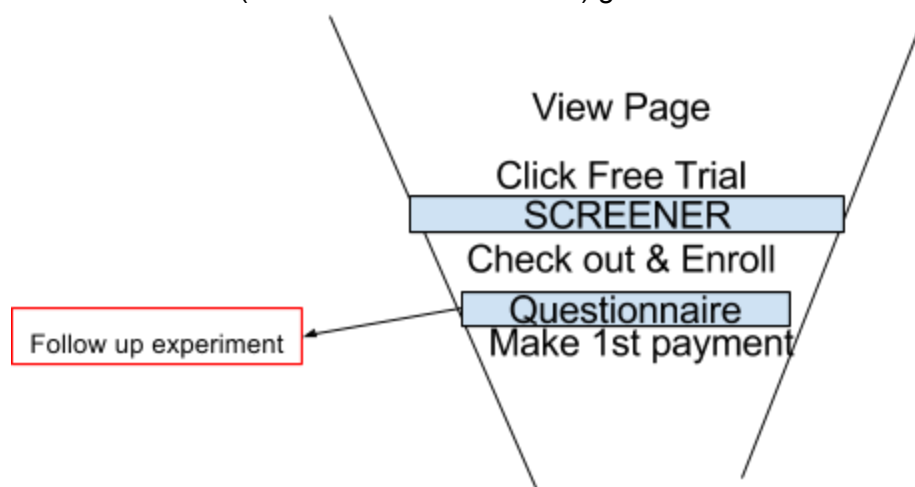 View Page
Click Free Trial
SCREENER
Check out & Enroll
Questionnaire
Follow up experiment
Make 1st payment